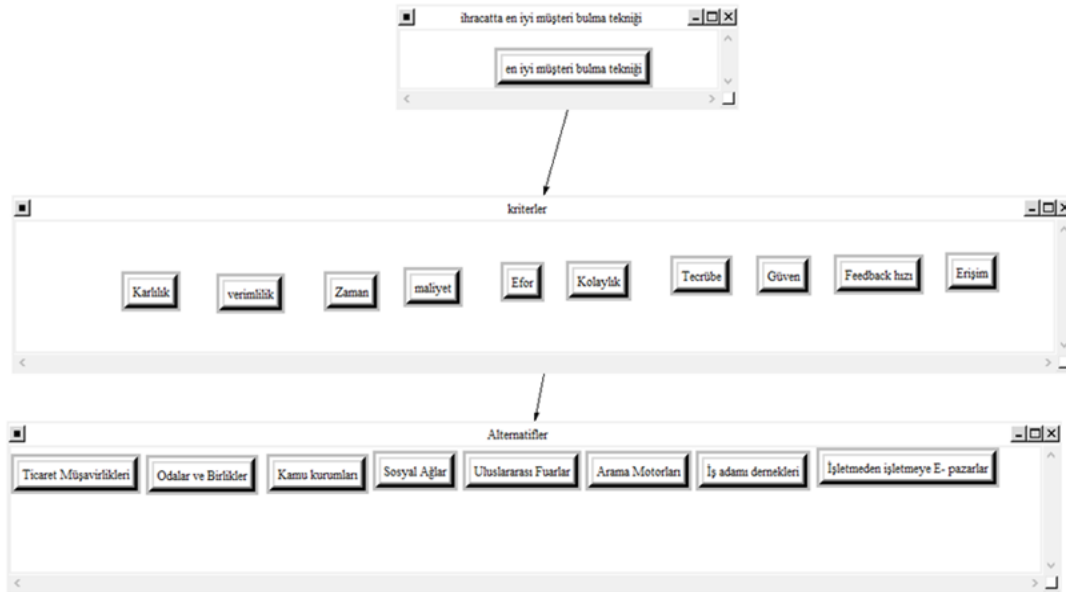 ihracatta en iyi müşteri bulma tekniği
en iyi müşteri bulma tekniği
kriterler
Karlılık
verimlilik
Zaman
maliyet
Efor
Kolaylık
Tecrübe
Güven
Feedback hızı
Erişim
Alternatifler
Ticaret Müşavirlikleri
Odalar ve Birlikler
Kamu kurumları
Sosyal Ağlar
Uluslararası Fuarlar
Arama Motorları
İş adamı dernekleri
İşletmeden işletmeye E- pazarlar